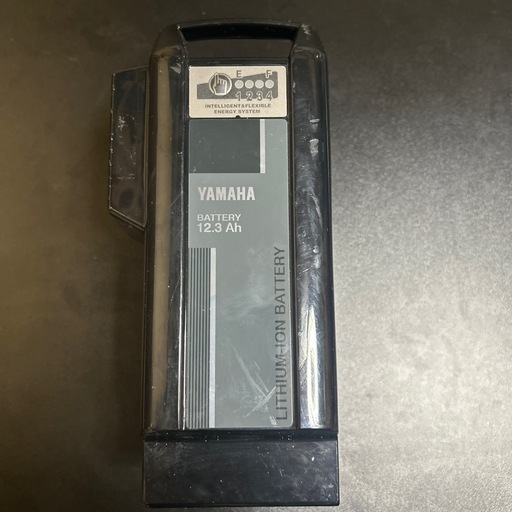 E F
1 2 3 4
INTELLIGENT&FLEXIBLE
ENERGY SYSTEM
YAMAHA
BATTERY
12.3 Ah
LITHIUM-ION BATTERY